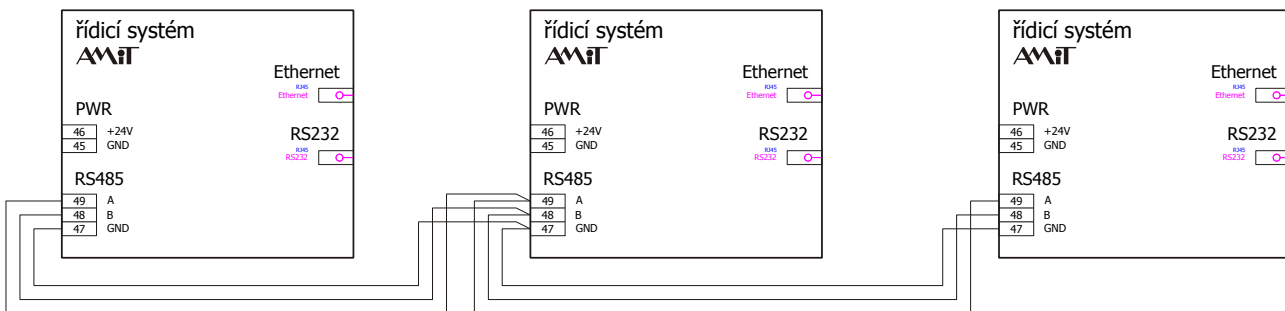 řídicí systém
AMiT
Ethernet
RJ45
Ethernet
PWR
46 +24V
45 GND
RS232
RJ45
RS232
RS485
49 A
48 B
47 GND
řídicí systém
AMiT
Ethernet
RJ45
Ethernet
PWR
46 +24V
45 GND
RS232
RJ45
RS232
RS485
49 A
48 B
47 GND
řídicí systém
AMiT
Ethernet
RJ45
Ethernet
PWR
46 +24V
45 GND
RS232
RJ45
RS232
RS485
49 A
48 B
47 GND